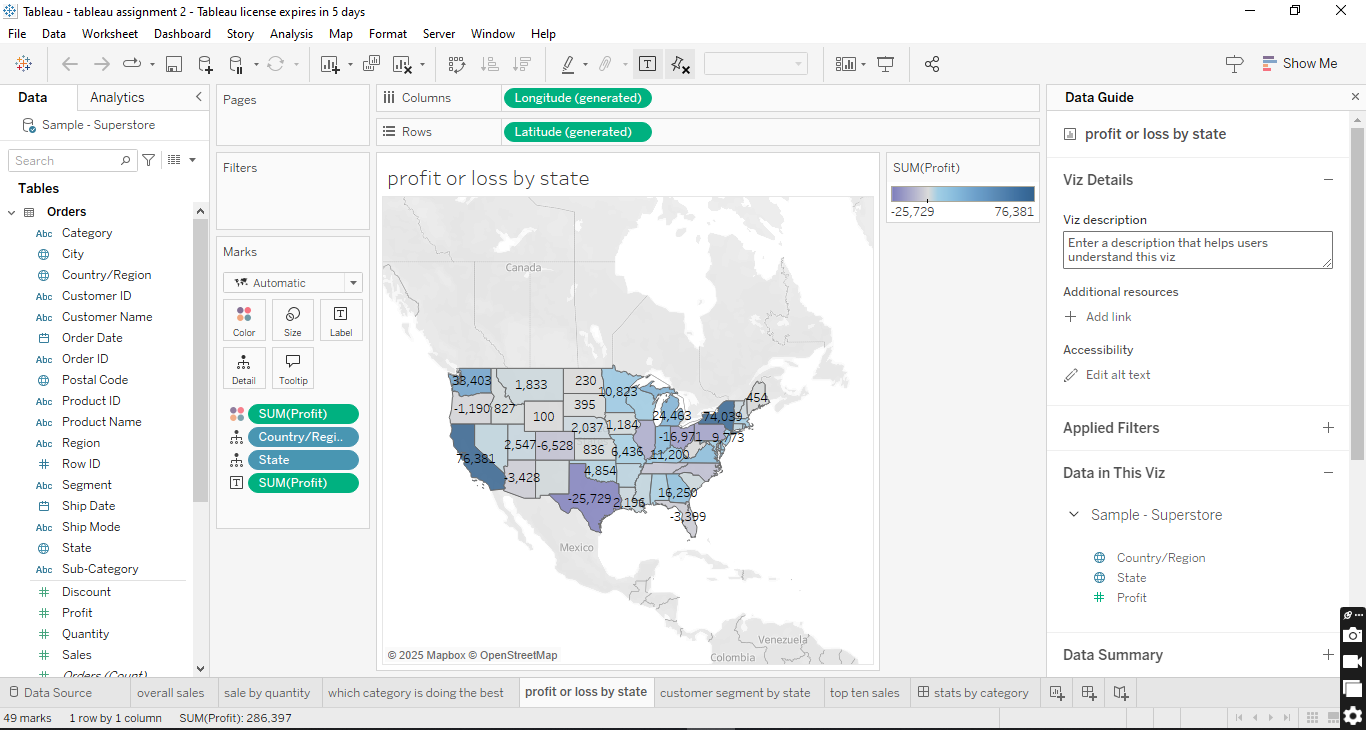 Tableau - tableau assignment 2 - Tableau license expires in 5 days
File Data Worksheet Dashboard Story Analysis Map Format Server Window Help
Show Me
Data Analytics
Sample - Superstore
Search
Tables
Orders
Abc Category
City
Country/Region
Abc Customer ID
Abc Customer Name
Order Date
Abc Order ID
Postal Code
Abc Product ID
Abc Product Name
Abc Region
# Row ID
Abc Segment
Ship Date
Abc Ship Mode
State
Abc Sub-Category
# Discount
# Profit
# Quantity
# Sales
# Orders (Count)
Pages
Filters
Marks
Automatic
Color Size Label
Detail Tooltip
SUM(Profit)
Country/Regi..
State
SUM(Profit)
Columns Longitude (generated)
Rows Latitude (generated)
profit or loss by state
Canada
33,403 1,833 230 10,823 454
-1,190 827 100 395 24,463 74,039
2,037 1,184
76,381 2,547 -6,528 836 6,436 11,200 -16,971 9,773
-3,428 4,854 16,250
-25,729 2,196 -3,399
Mexico
Venezuela
Colombia
© 2025 Mapbox © OpenStreetMap
SUM(Profit)
-25,729 76,381
Data Guide
profit or loss by state
Viz Details
Viz description
Enter a description that helps users
understand this viz
Additional resources
Add link
Accessibility
Edit alt text
Applied Filters
Data in This Viz
Sample - Superstore
Country/Region
State
# Profit
Data Summary
Data Source overall sales sale by quantity which category is doing the best profit or loss by state customer segment by state top ten sales stats by category
49 marks 1 row by 1 column SUM(Profit): 286,397